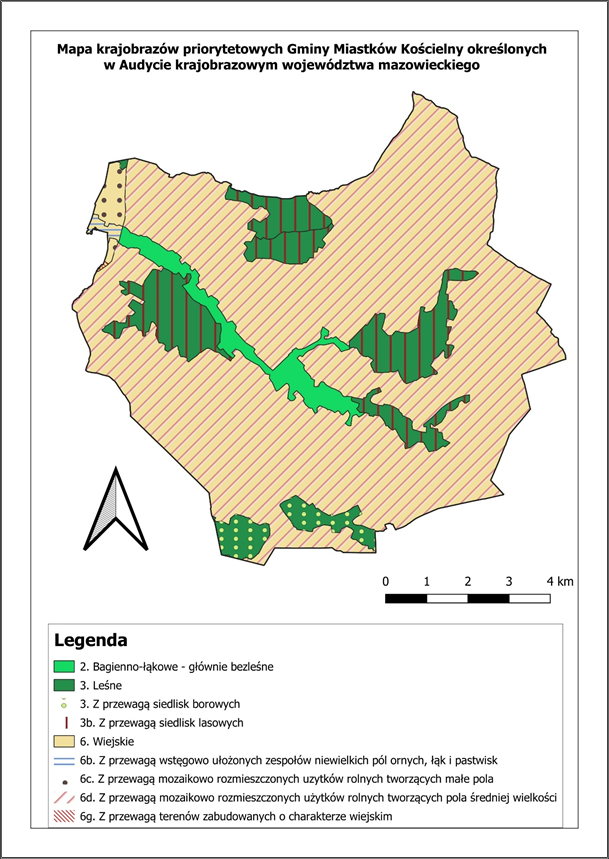 Mapa krajobrazów priorytetowych Gminy Miastków Kościelny określonych
w Audycie krajobrazowym województwa mazowieckiego
0 1 2 3 4 km
Legenda
2. Bagienno-łąkowe - głównie bezleśne
3. Leśne
3. Z przewagą siedlisk borowych
3b. Z przewagą siedlisk lasowych
6. Wiejskie
6b. Z przewagą wstęgowo ułożonych zespołów niewielkich pól ornych, łąk i pastwisk
6c. Z przewagą mozaikowo rozmieszczonych uzytków rolnych tworzących małe pola
6d. Z przewagą mozaikowo rozmieszczonych użytków rolnych tworzących pola średniej wielkości
6g. Z przewagą terenów zabudowanych o charakterze wiejskim